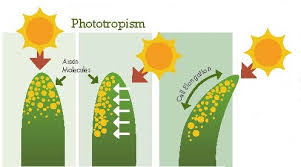 Phototropism
Auxin
Molecules
Cell Elongation